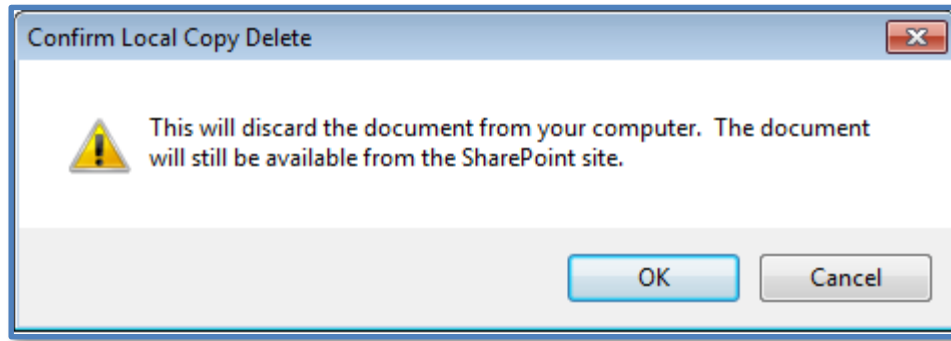 Confirm Local Copy Delete
This will discard the document from your computer.  The document
will still be available from the SharePoint site.
OK
Cancel